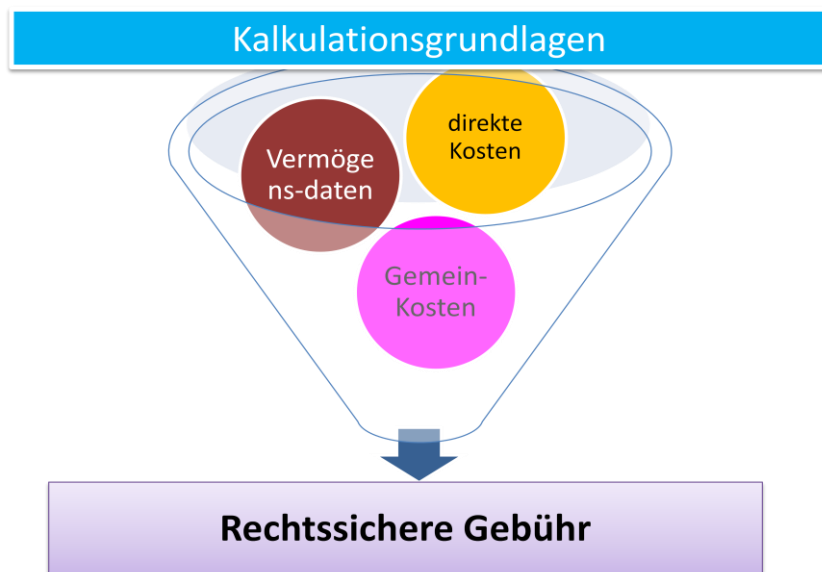 Kalkulationsgrundlagen
direkte
Kosten
Vermöge
ns-daten
Gemein-
Kosten
Rechtssichere Gebühr